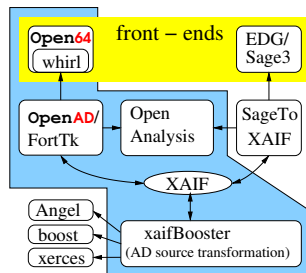 Open64
front – ends
EDG/
Sage3
whirl
OpenAD/
FortTk
Open
Analysis
SageTo
XAIF
XAIF
Angel
boost
xerces
xaifBooster
(AD source transformation)